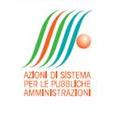 AZIONI DI SISTEMA
PER LE PUBBLICHE
AMMINISTRAZIONI